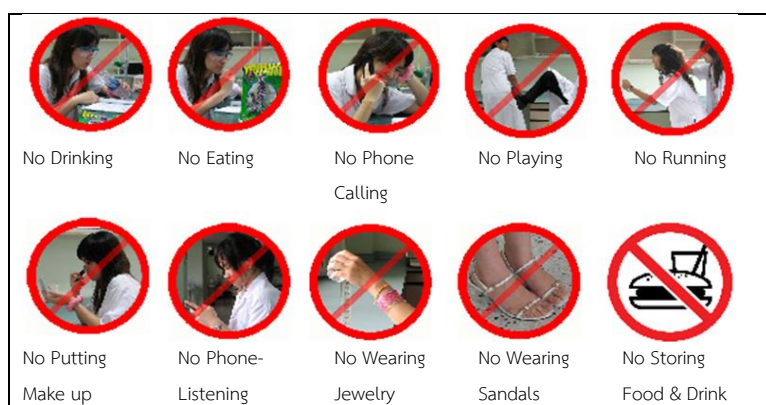 No Drinking
No Eating
No Phone
Calling
No Playing
No Running
No Putting
Make up
No Phone-
Listening
No Wearing
Jewelry
No Wearing
Sandals
No Storing
Food & Drink